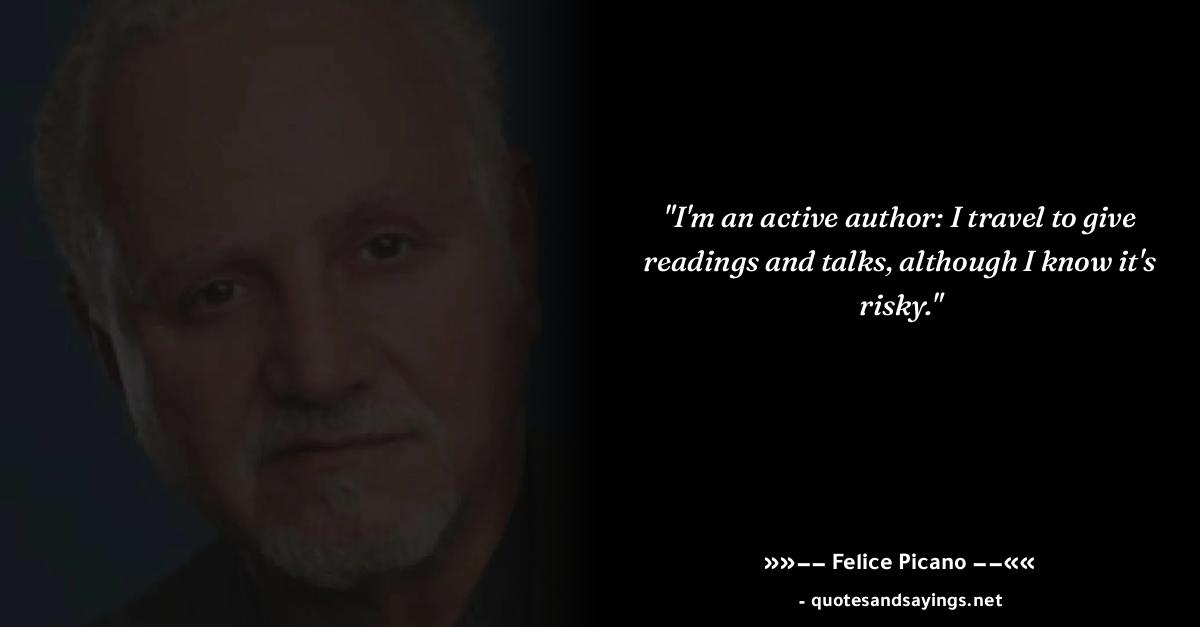 "I'm an active author: I travel to give
readings and talks, although I know it's
risky."
»»–– Felice Picano ––««
- quotesandsayings.net